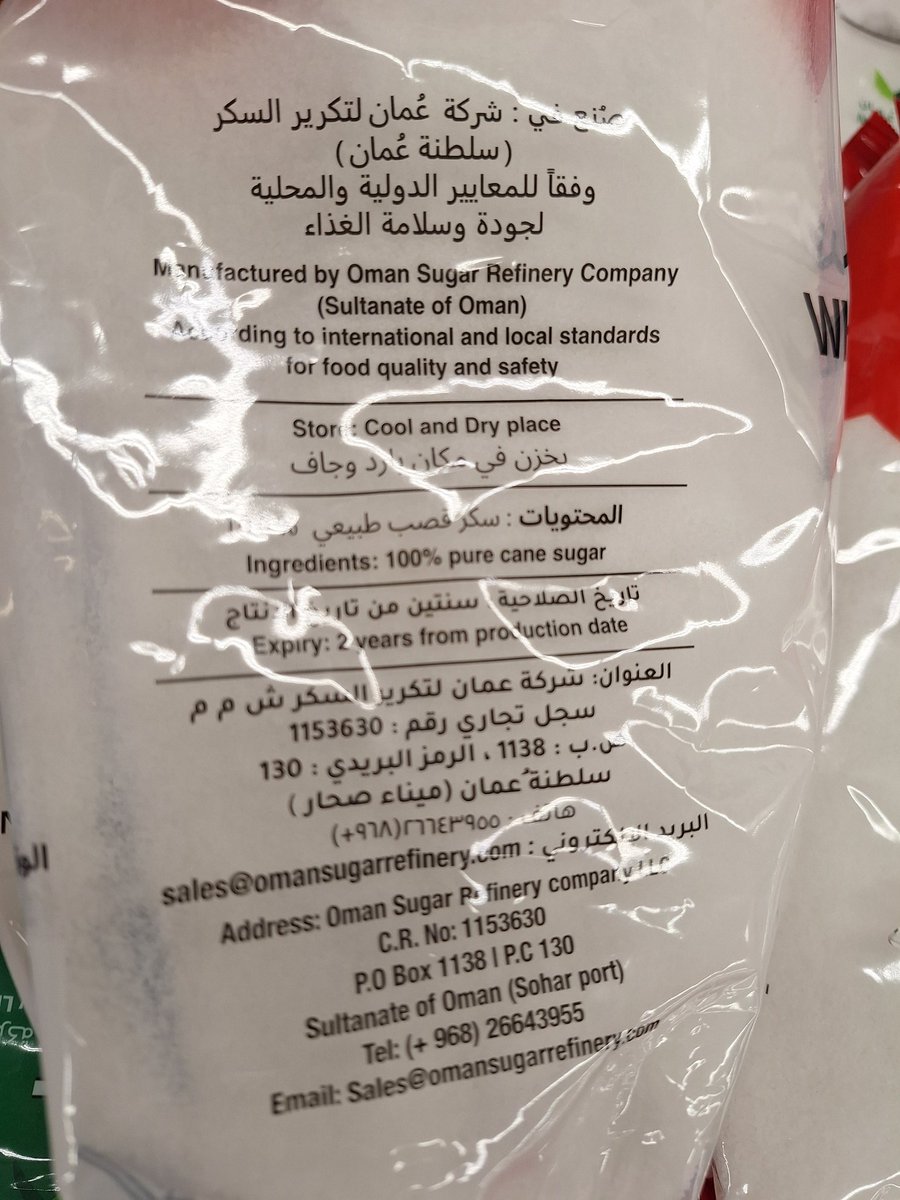 صُنع في : شركة عُمان لتكرير السكر
(سلطنة عُمان)
وفقاً للمعايير الدولية والمحلية
لجودة وسلامة الغذاء
Manufactured by Oman Sugar Refinery Company
(Sultanate of Oman)
According to international and local standards
for food quality and safety
Store: Cool and Dry place
يخزن في مكان بارد وجاف
المحتويات : سكر قصب طبيعي
Ingredients: 100% pure cane sugar
تاريخ الصلاحية: سنتين من تاريخ الإنتاج
Expiry: 2 years from production date
العنوان: شركة عمان لتكرير السكر ش م م
سجل تجاري رقم : 1153630
ص.ب : 1138 ، الرمز البريدي : 130
سلطنة عُمان (ميناء صحار)
هاتف: ٢٦٦٤٣٩٥٥(٩٦٨+)
البريد الإلكتروني :
sales@omansugarrefinery.com
Address: Oman Sugar Refinery company LLC
C.R. No: 1153630
P.O Box 1138 | P.C 130
Sultanate of Oman (Sohar port)
Tel: (+ 968) 26643955
Email: Sales@omansugarrefinery.com